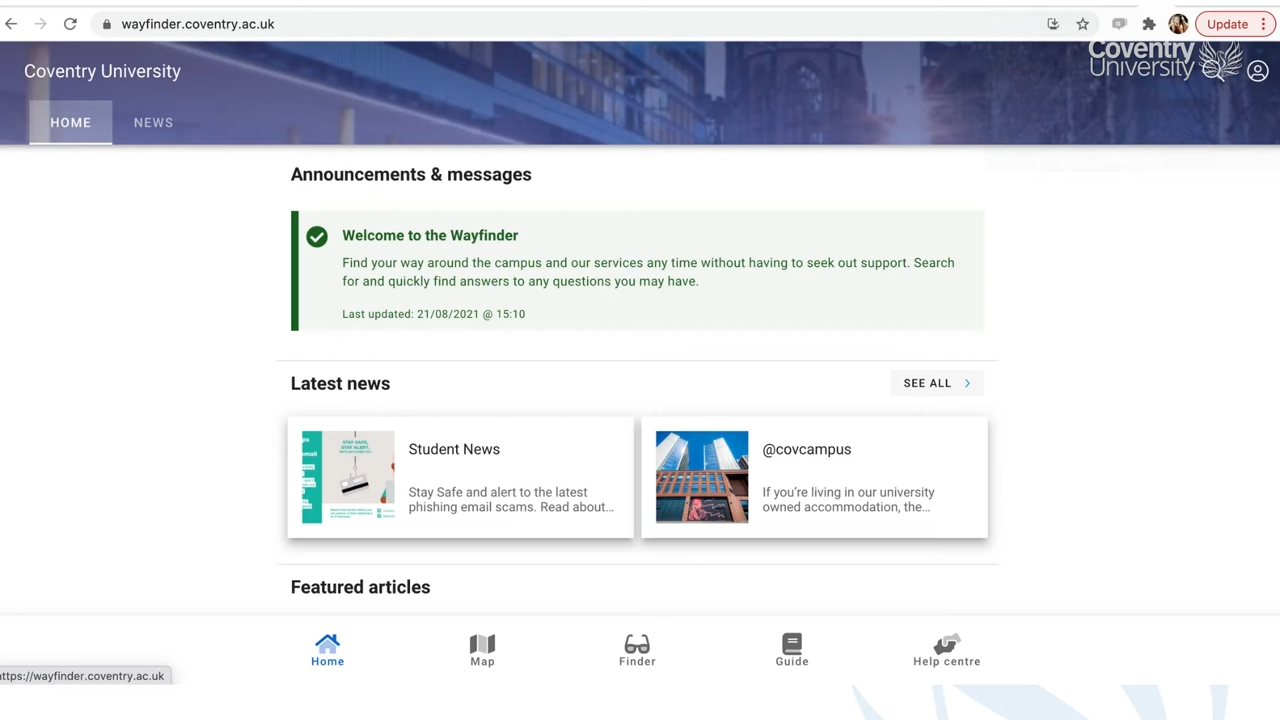 wayfinder.coventry.ac.uk
Update
Coventry University
Coventry
University
HOME
NEWS
Announcements & messages
Welcome to the Wayfinder
Find your way around the campus and our services any time without having to seek out support. Search
for and quickly find answers to any questions you may have.
Last updated: 21/08/2021 @ 15:10
Latest news
SEE ALL
STAY SAFE,
STAY ALERT.
Student News
Stay Safe and alert to the latest
phishing email scams. Read about...
@covcampus
If you're living in our university
owned accommodation, the...
Featured articles
Home
Map
Finder
Guide
Help centre
https://wayfinder.coventry.ac.uk